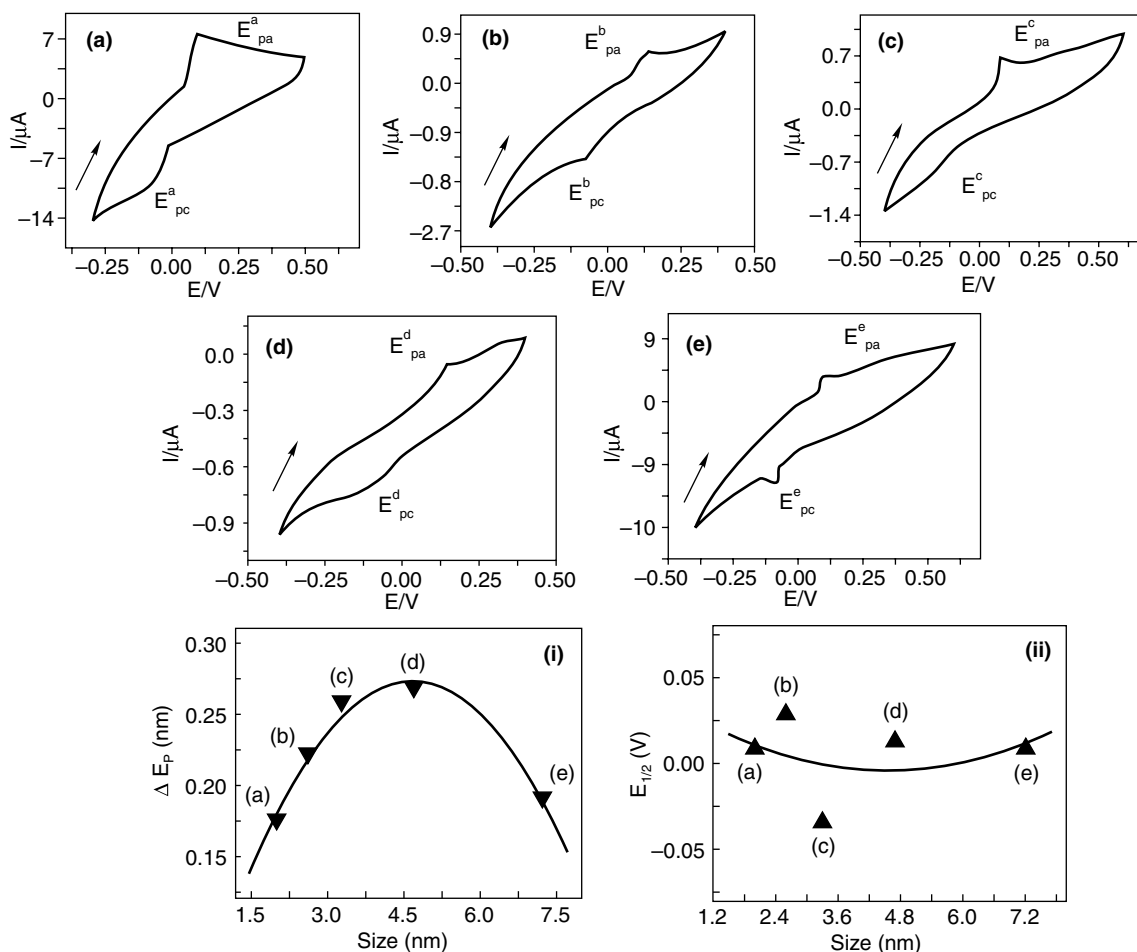 (a)
E^a_pa
7
0
−7
−14
I/µA
E^a_pc
−0.25 0.00 0.25 0.50
E/V
(b)
E^b_pa
0.9
0.0
−0.9
−1.8
−2.7
I/µA
E^b_pc
−0.50 −0.25 0.00 0.25 0.50
E/V
(c)
E^c_pa
0.7
0.0
−0.7
−1.4
I/µA
E^c_pc
−0.50 −0.25 0.00 0.25 0.50
E/V
(d)
E^d_pa
0.0
−0.3
−0.6
−0.9
I/µA
E^d_pc
−0.50 −0.25 0.00 0.25 0.50
E/V
(e)
E^e_pa
9
0
−9
−10
I/µA
E^e_pc
−0.50 −0.25 0.00 0.25 0.50
E/V
(i)
0.30
0.25
0.20
0.15
Δ E_P (nm)
(a)
(b)
(c)
(d)
(e)
1.5 3.0 4.5 6.0 7.5
Size (nm)
(ii)
0.05
0.00
−0.05
E_1/2 (V)
(a)
(b)
(c)
(d)
(e)
1.2 2.4 3.6 4.8 6.0 7.2
Size (nm)